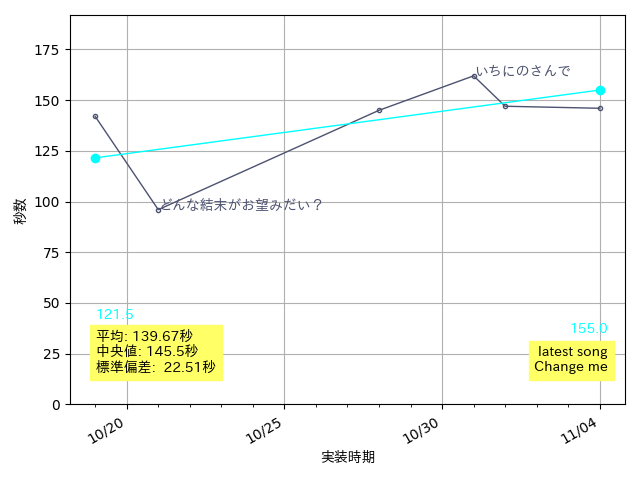 175
150
125
100
75
50
25
0
秒数
いちにのさんで
どんな結末がお望みだい？
121.5
平均: 139.67秒
中央値: 145.5秒
標準偏差: 22.51秒
155.0
latest song
Change me
10/20
10/25
10/30
11/04
実装時期